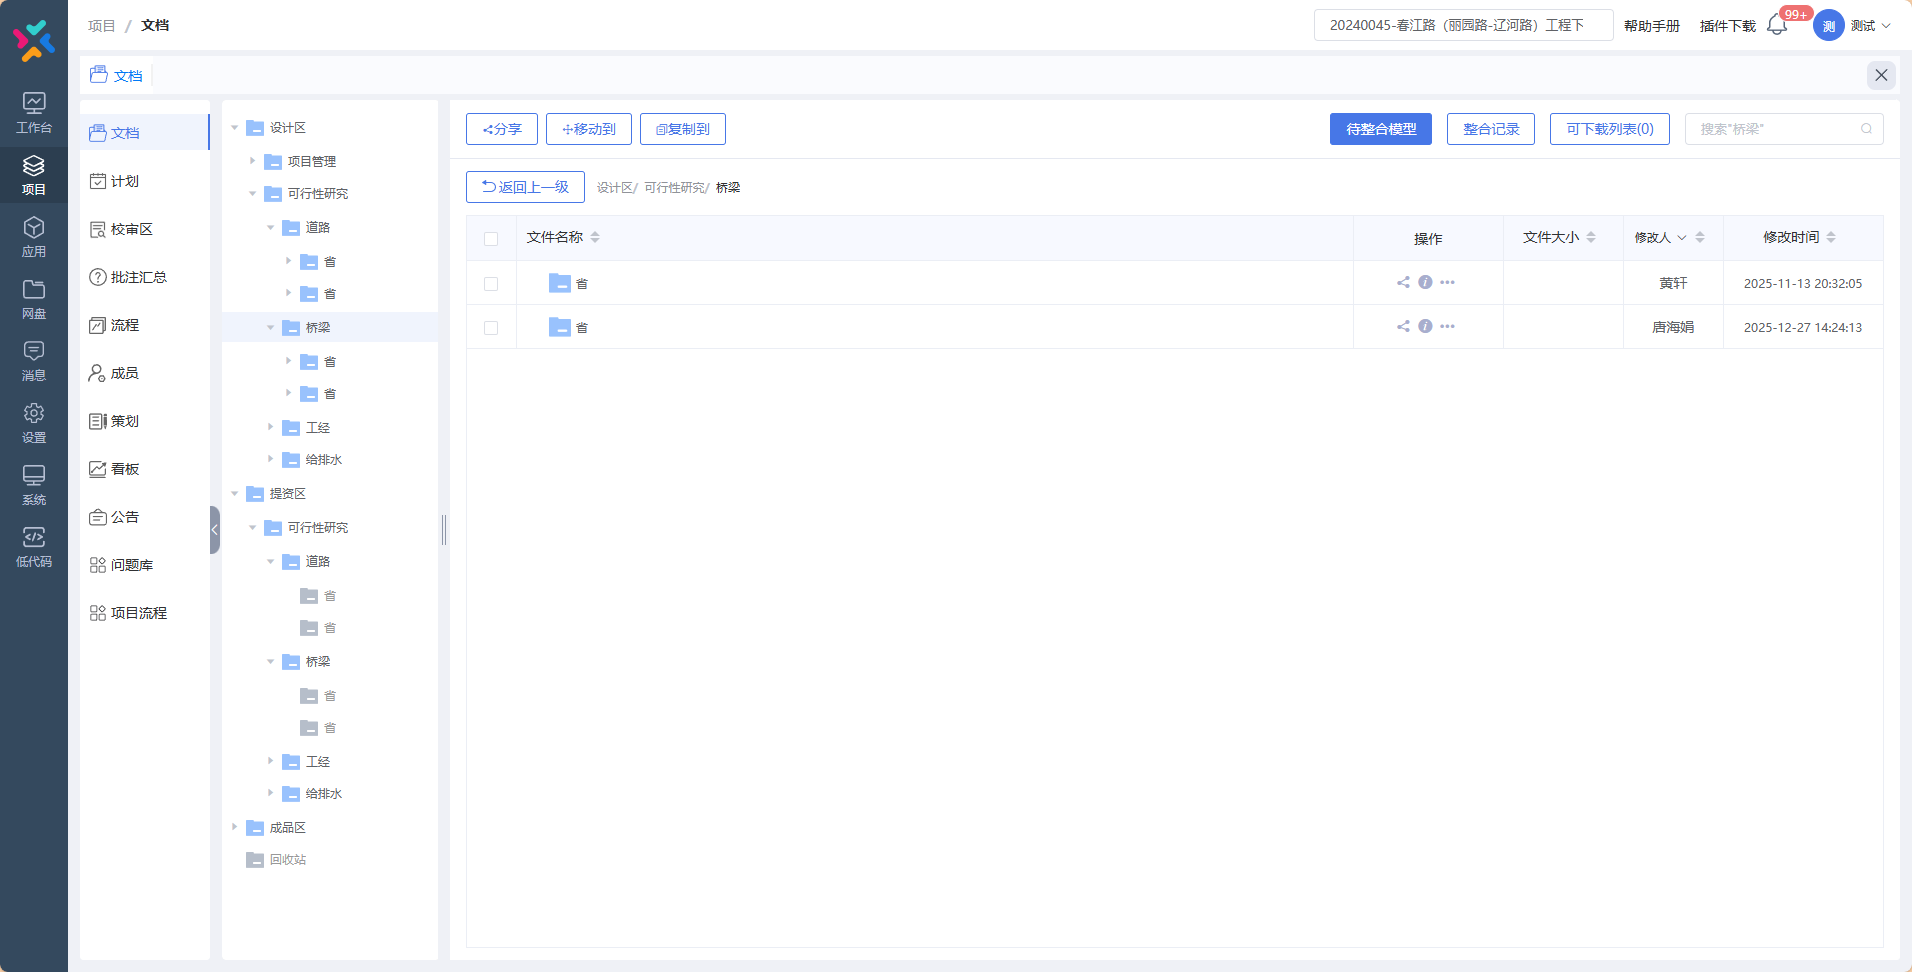 项目 / 文档
20240045-春江路（丽园路-辽河路）工程下
帮助手册
插件下载
99+
测
测试
工作台
项目
应用
网盘
消息
设置
系统
低代码
文档
文档
计划
校审区
批注汇总
流程
成员
策划
看板
公告
问题库
项目流程
设计区
项目管理
可行性研究
道路
省
省
桥梁
省
省
工经
给排水
提资区
可行性研究
道路
省
省
桥梁
省
省
工经
给排水
成品区
回收站
分享
移动到
复制到
待整合模型
整合记录
可下载列表(0)
搜索"桥梁"
返回上一级
设计区/ 可行性研究/ 桥梁
文件名称 操作 文件大小 修改人 修改时间
省 黄轩 2025-11-13 20:32:05
省 唐海娟 2025-12-27 14:24:13